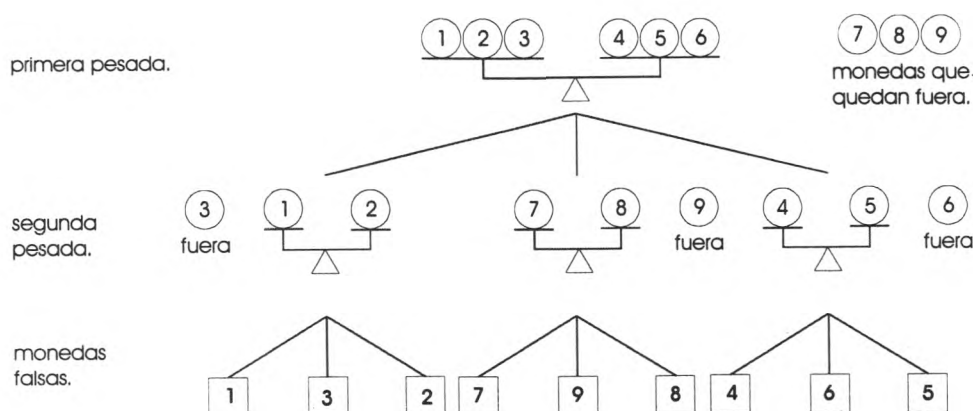 1 2 3 4 5 6 7 8 9
primera pesada.
monedas que
quedan fuera.
3 1 2 7 8 9 4 5 6
segunda
pesada.
fuera fuera fuera
monedas
falsas.
1 3 2 7 9 8 4 6 5